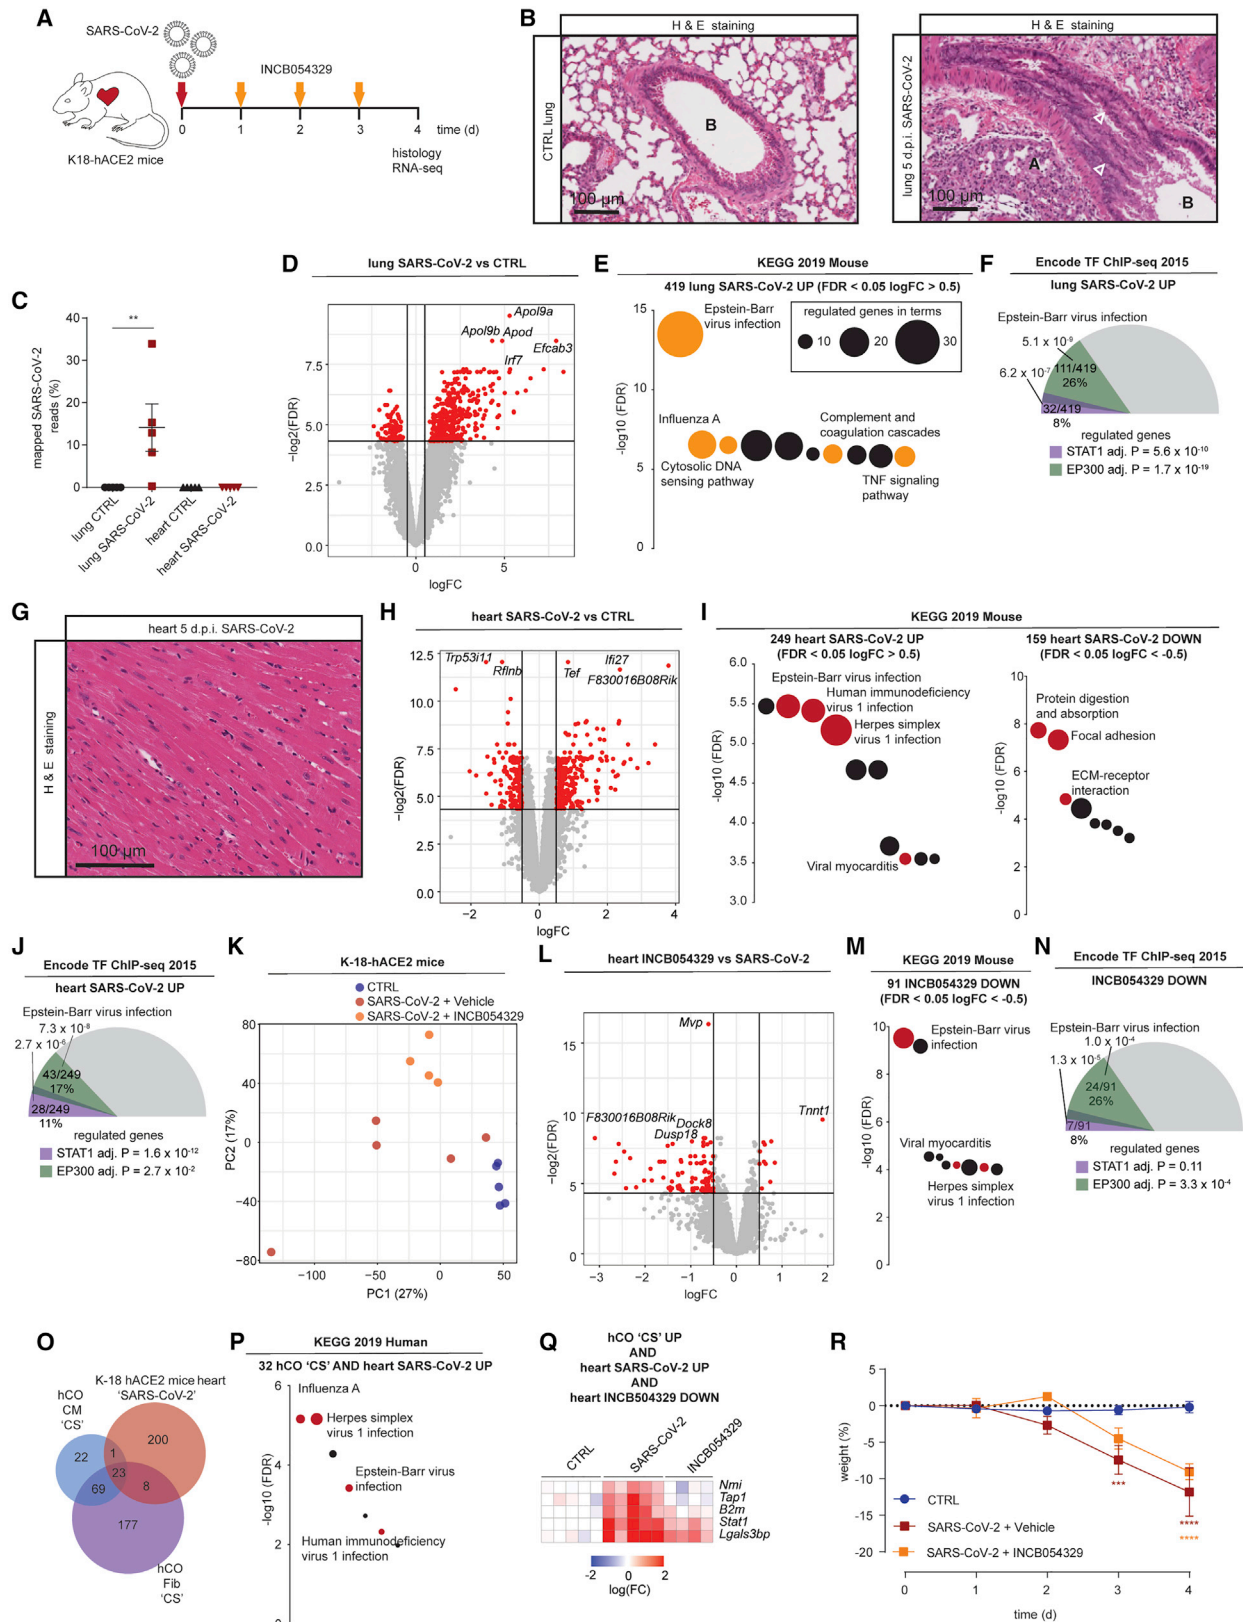 A
SARS-CoV-2
INCB054329
0
1
2
3
4
time (d)
K18-hACE2 mice
histology
RNA-seq
B
H & E staining
CTRL lung
B
100 µm
H & E staining
lung 5 d.p.i. SARS-CoV-2
A
B
100 µm
C
mapped SARS-CoV-2
reads (%)
40
30
20
10
0
**
lung CTRL
lung SARS-CoV-2
heart CTRL
heart SARS-CoV-2
D
lung SARS-CoV-2 vs CTRL
Apol9a
Apol9b
Apod
Efcab3
Irf7
−log2(FDR)
7.5
5.0
2.5
0.0
0
5
logFC
E
KEGG 2019 Mouse
419 lung SARS-CoV-2 UP (FDR < 0.05 logFC > 0.5)
15
10
5
0
-log10 (FDR)
Epstein-Barr
virus infection
regulated genes in terms
10
20
30
Influenza A
Complement and
coagulation cascades
Cytosolic DNA
sensing pathway
TNF signaling
pathway
F
Encode TF ChIP-seq 2015
lung SARS-CoV-2 UP
Epstein-Barr virus infection
5.1 x 10-9
6.2 x 10-7
111/419
26%
32/419
8%
regulated genes
STAT1 adj. P = 5.6 x 10-10
EP300 adj. P = 1.7 x 10-19
G
heart 5 d.p.i. SARS-CoV-2
H & E staining
100 µm
H
heart SARS-CoV-2 vs CTRL
Trp53i11
Rflnb
Ifi27
Tef
F830016B08Rik
−log2(FDR)
12.5
10.0
7.5
5.0
2.5
0.0
−2
0
2
4
logFC
I
KEGG 2019 Mouse
249 heart SARS-CoV-2 UP
(FDR < 0.05 logFC > 0.5)
6.0
5.5
5.0
4.5
4.0
3.5
3.0
-log10 (FDR)
Epstein-Barr virus infection
Human immunodeficiency
virus 1 infection
Herpes simplex
virus 1 infection
Viral myocarditis
159 heart SARS-CoV-2 DOWN
(FDR < 0.05 logFC < -0.5)
10
8
6
4
2
0
-log10 (FDR)
Protein digestion
and absorption
Focal adhesion
ECM-receptor
interaction
J
Encode TF ChIP-seq 2015
heart SARS-CoV-2 UP
Epstein-Barr virus infection
7.3 x 10-8
2.7 x 10-6
43/249
17%
28/249
11%
regulated genes
STAT1 adj. P = 1.6 x 10-12
EP300 adj. P = 2.7 x 10-2
K
K-18-hACE2 mice
CTRL
SARS-CoV-2 + Vehicle
SARS-CoV-2 + INCB054329
PC2 (17%)
80
40
0
−40
−80
−100
−50
0
50
PC1 (27%)
L
heart INCB054329 vs SARS-CoV-2
Mvp
F830016B08Rik
Dock8
Dusp18
Tnnt1
−log2(FDR)
15
10
5
0
−3
−2
−1
0
1
2
logFC
M
KEGG 2019 Mouse
91 INCB054329 DOWN
(FDR < 0.05 logFC < -0.5)
10
8
6
4
2
0
-log10 (FDR)
Epstein-Barr virus
infection
Viral myocarditis
Herpes simplex
virus 1 infection
N
Encode TF ChIP-seq 2015
INCB054329 DOWN
Epstein-Barr virus infection
1.0 x 10-4
1.3 x 10-5
24/91
26%
7/91
8%
regulated genes
STAT1 adj. P = 0.11
EP300 adj. P = 3.3 x 10-4
O
K-18 hACE2 mice heart
'SARS-CoV-2'
hCO
CM
'CS'
22
1
200
23
69
8
177
hCO
Fib
'CS'
P
KEGG 2019 Human
32 hCO 'CS' AND heart SARS-CoV-2 UP
6
4
2
0
-log10 (FDR)
Influenza A
Herpes simplex
virus 1 infection
Epstein-Barr virus
infection
Human immunodeficiency
virus 1 infection
Q
hCO 'CS' UP
AND
heart SARS-CoV-2 UP
AND
heart INCB504329 DOWN
CTRL
SARS-CoV-2
INCB054329
Nmi
Tap1
B2m
Stat1
Lgals3bp
-2
0
2
log(FC)
R
weight (%)
5
0
-5
-10
-15
-20
CTRL
SARS-CoV-2 + Vehicle
SARS-CoV-2 + INCB054329
***
****
****
0
1
2
3
4
time (d)